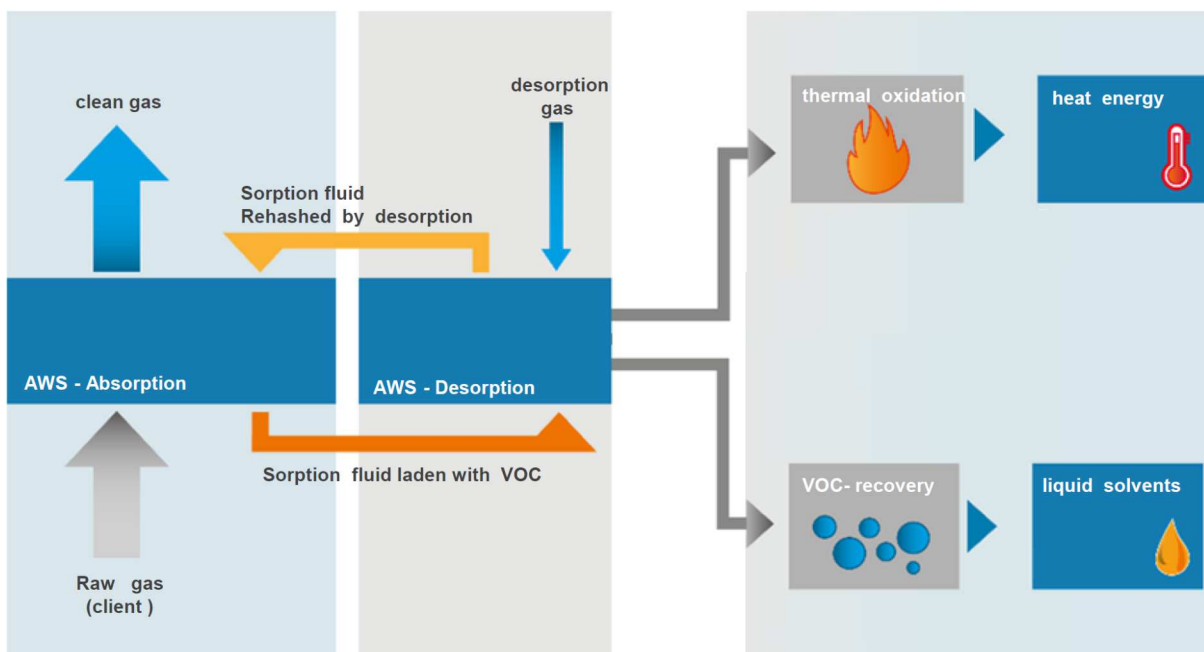 clean gas
desorption
gas
Sorption fluid
Rehashed by desorption
AWS - Absorption
AWS - Desorption
Sorption fluid laden with VOC
Raw gas
(client )
thermal oxidation
heat energy
VOC- recovery
liquid solvents